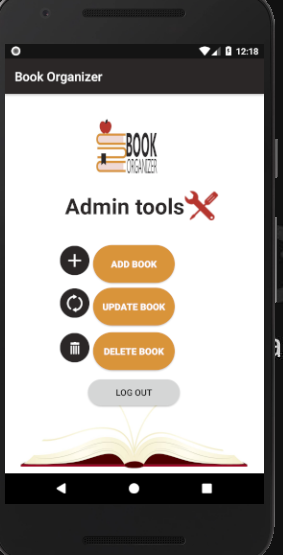 12:18
Book Organizer
BOOK
ORGANIZER
Admin tools
ADD BOOK
UPDATE BOOK
DELETE BOOK
LOG OUT